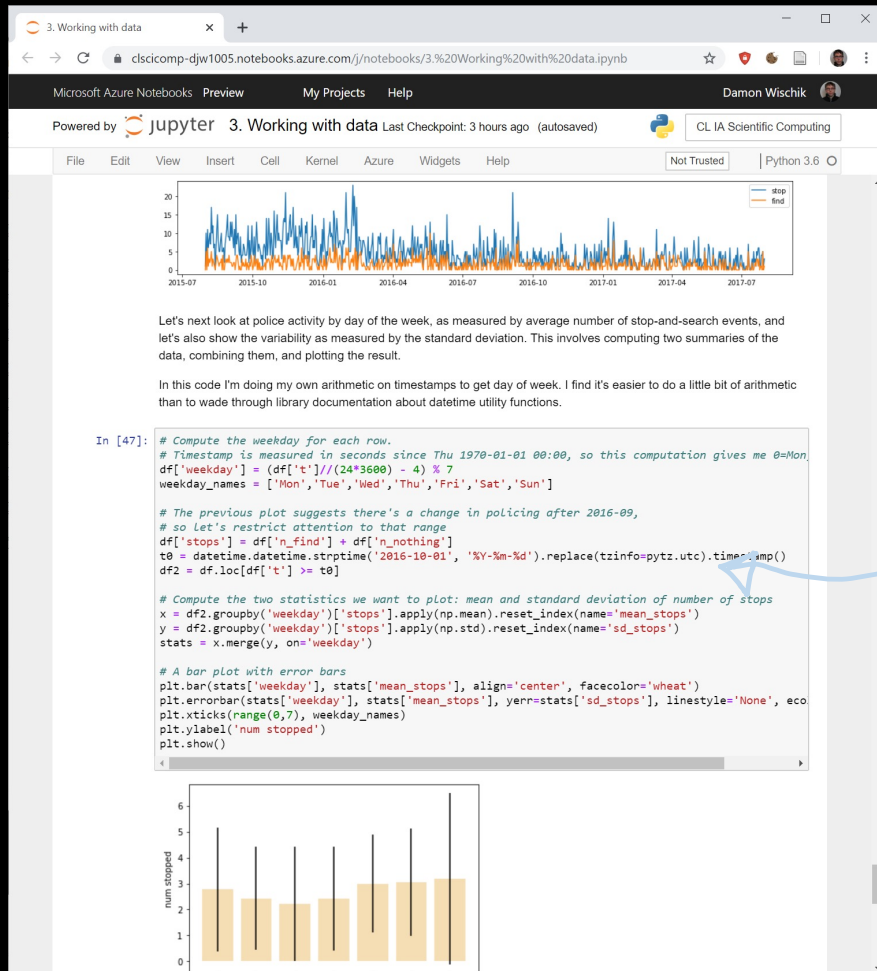 3. Working with data
clscicomp-djw1005.notebooks.azure.com/j/notebooks/3.%20Working%20with%20data.ipynb
Microsoft Azure Notebooks Preview My Projects Help Damon Wischik
Powered by jupyter 3. Working with data Last Checkpoint: 3 hours ago (autosaved) CL IA Scientific Computing
File Edit View Insert Cell Kernel Azure Widgets Help Not Trusted Python 3.6
20
15
10
5
0
stop
find
2015-07 2015-10 2016-01 2016-04 2016-07 2016-10 2017-01 2017-04 2017-07
Let's next look at police activity by day of the week, as measured by average number of stop-and-search events, and
let's also show the variability as measured by the standard deviation. This involves computing two summaries of the
data, combining them, and plotting the result.
In this code I'm doing my own arithmetic on timestamps to get day of week. I find it's easier to do a little bit of arithmetic
than to wade through library documentation about datetime utility functions.
In [47]: # Compute the weekday for each row.
# Timestamp is measured in seconds since Thu 1970-01-01 00:00, so this computation gives me 0=Mon,
df['weekday'] = (df['t']//(24*3600) - 4) % 7
weekday_names = ['Mon','Tue','Wed','Thu','Fri','Sat','Sun']
# The previous plot suggests there's a change in policing after 2016-09,
# so let's restrict attention to that range
df['stops'] = df['n_find'] + df['n_nothing']
t0 = datetime.datetime.strptime('2016-10-01', '%Y-%m-%d').replace(tzinfo=pytz.utc).timestamp()
df2 = df.loc[df['t'] >= t0]
# Compute the two statistics we want to plot: mean and standard deviation of number of stops
x = df2.groupby('weekday')['stops'].apply(np.mean).reset_index(name='mean_stops')
y = df2.groupby('weekday')['stops'].apply(np.std).reset_index(name='sd_stops')
stats = x.merge(y, on='weekday')
# A bar plot with error bars
plt.bar(stats['weekday'], stats['mean_stops'], align='center', facecolor='wheat')
plt.errorbar(stats['weekday'], stats['mean_stops'], yerr=stats['sd_stops'], linestyle='None', eco
plt.xticks(range(0,7), weekday_names)
plt.ylabel('num stopped')
plt.show()
6
5
4
3
2
1
0
num stopped